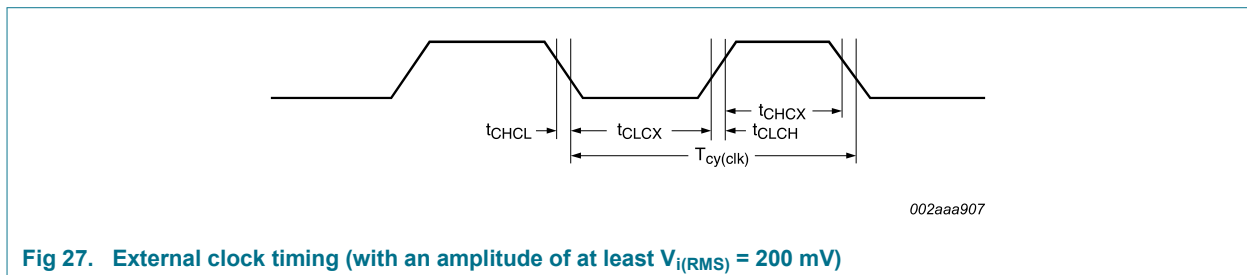 tCHCX
tCHCL tCLCX tCLCH
Tcy(clk)
002aaa907
Fig 27. External clock timing (with an amplitude of at least Vi(RMS) = 200 mV)